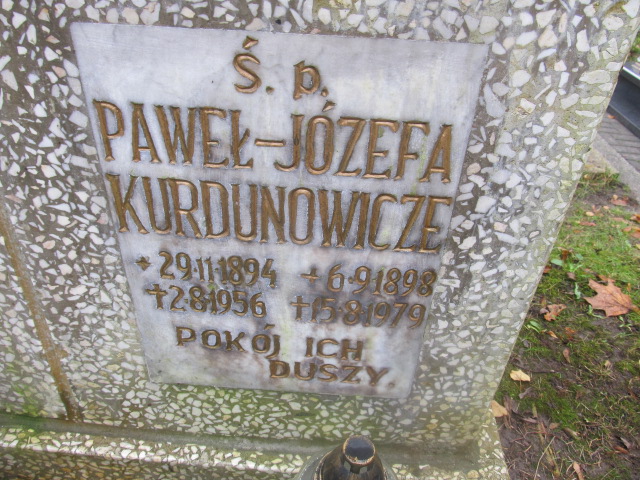 Ś. p.
PAWEŁ-JÓZEFA
KURDUNOWICZE
+29.11.1894 +6.9.1898
†2.8.1956 †15.8.1979
POKÓJ ICH
DUSZY.